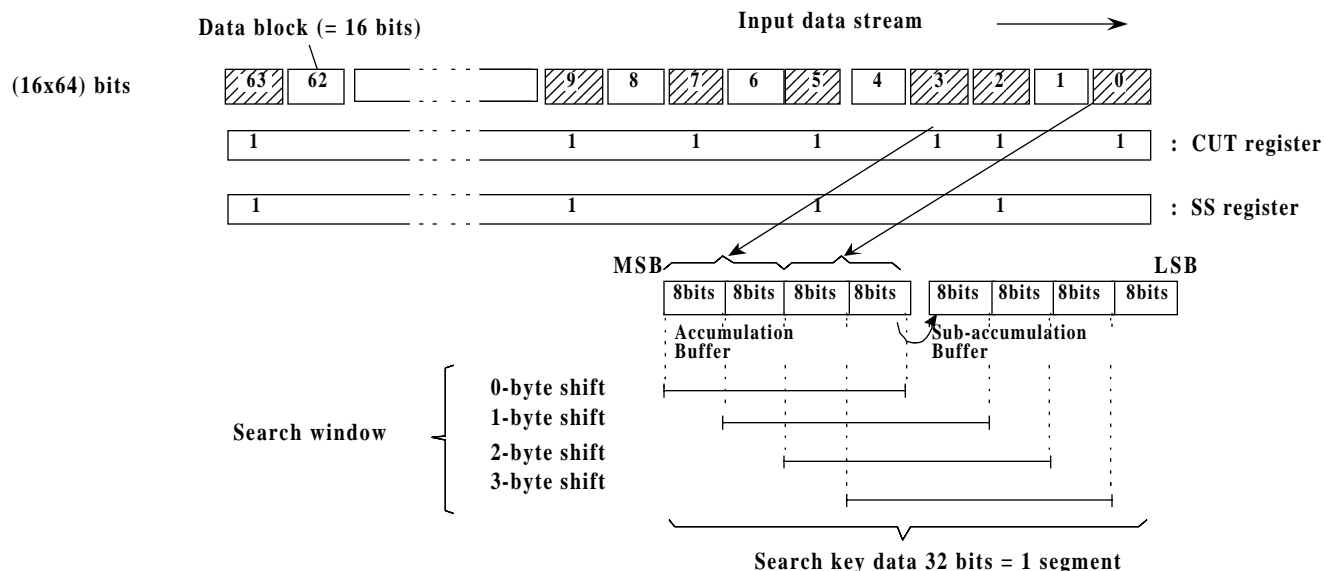 Input data stream
Data block (= 16 bits)
(16x64) bits
63 62 9 8 7 6 5 4 3 2 1 0
1 1 1 1 1 1 1 : CUT register
1 1 1 1 : SS register
MSB LSB
8bits 8bits 8bits 8bits 8bits 8bits 8bits 8bits
Accumulation Sub-accumulation
Buffer Buffer
0-byte shift
1-byte shift
Search window
2-byte shift
3-byte shift
Search key data 32 bits = 1 segment